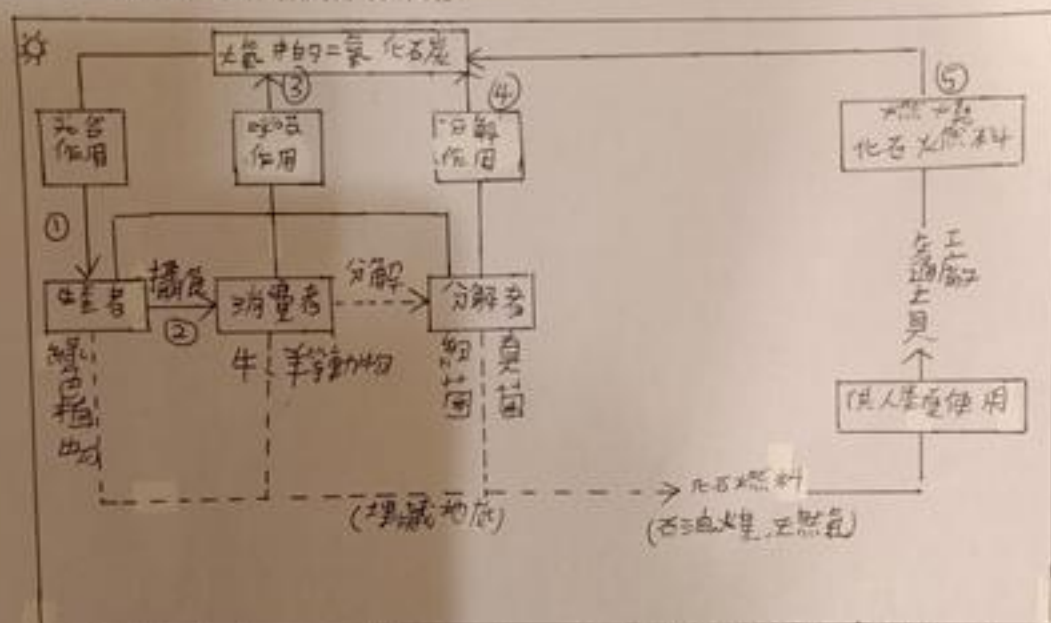 大氣中的二氧化石炭
③
④
⑤
光合
作用
呼吸
作用
分解
作用
燃燒
化石燃料
①
工廠
交通工具
生產者
攝食
②
消費者
分解
分解者
綠色植物
牛、羊等動物
細菌
真菌
供人类使用
(埋藏地底)
化石燃料
(石油煤、天然氣)